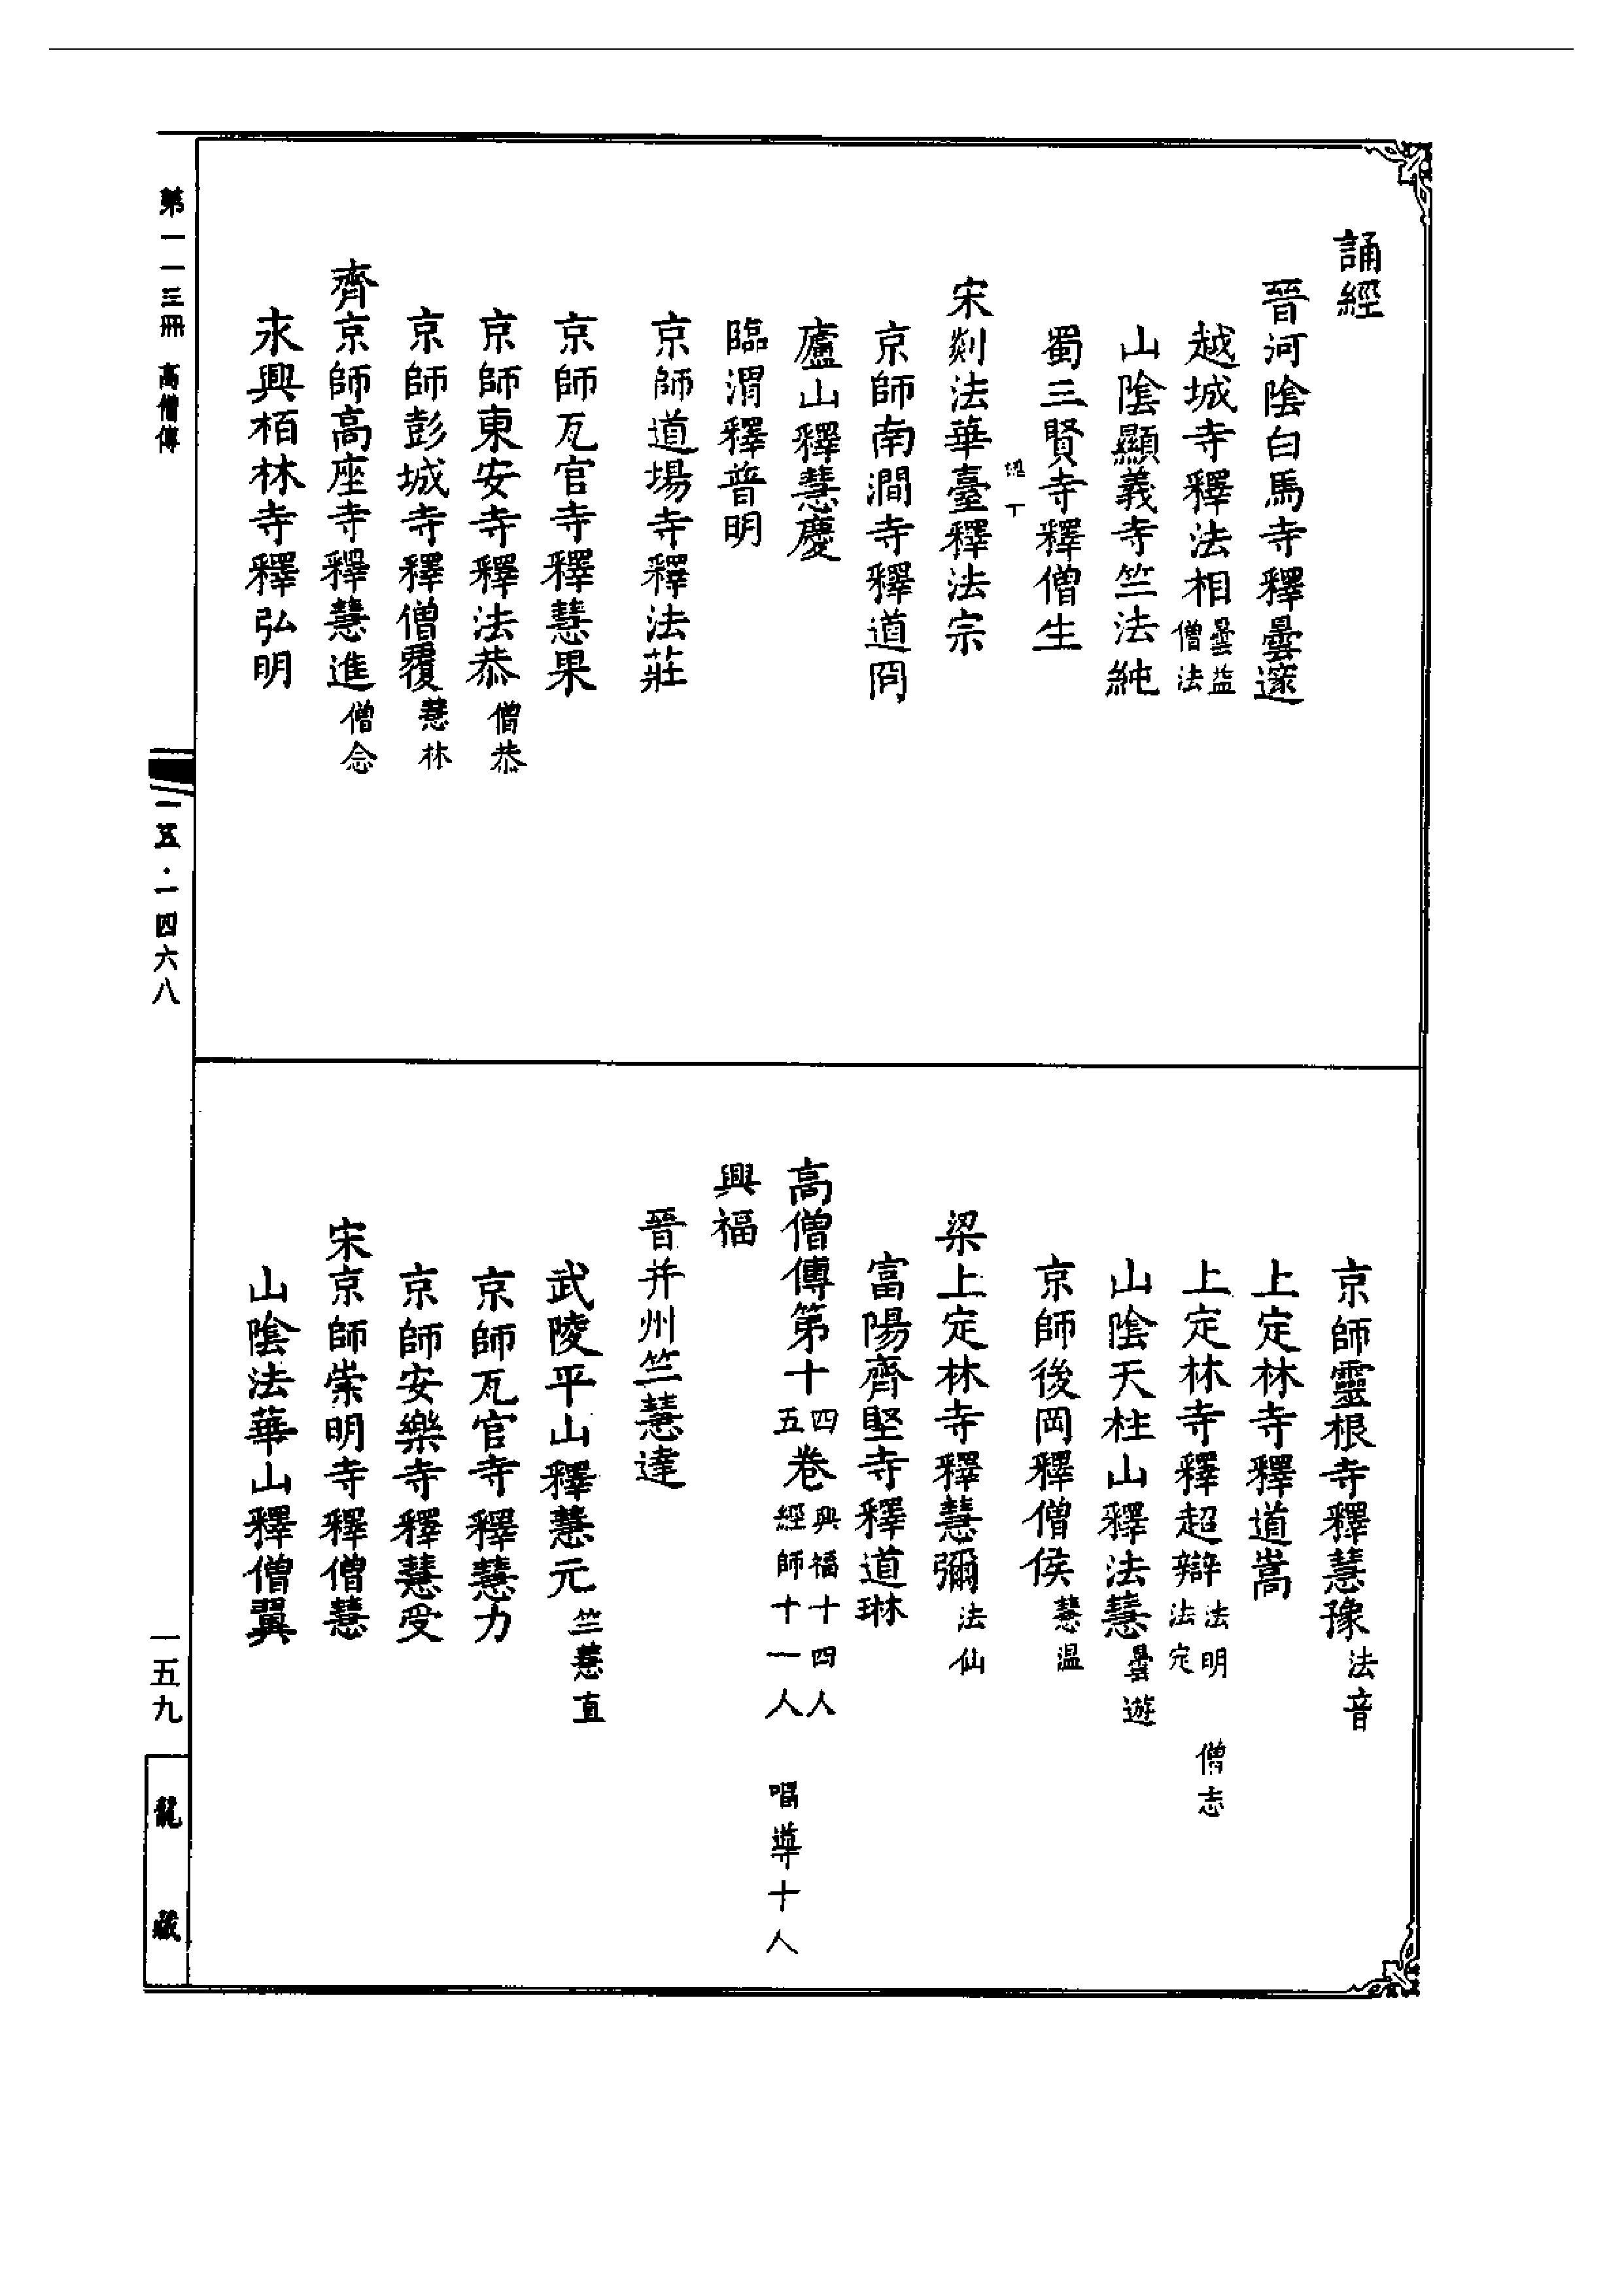 誦經
晉河陰白馬寺釋曇邃
越城寺釋法相曇益僧法
山陰顯義寺竺法純
蜀三賢寺釋僧生
宋剡法華臺釋法宗
京師南澗寺釋道冏
廬山釋慧慶
臨渭釋普明
京師道場寺釋法莊
京師瓦官寺釋慧果
京師東安寺釋法恭僧恭
京師彭城寺釋僧覆慧林
齊京師高座寺釋慧進僧念
永興栢林寺釋弘明
京師靈根寺釋慧豫法音
上定林寺釋道嵩
上定林寺釋超辯法明法定僧志
山陰天柱山釋法慧曇遊
京師後岡釋僧侯慧温
梁上定林寺釋慧彌法仙
富陽齊堅寺釋道琳
高僧傳第十四五卷興福十四人經師十一人唱導十人
興福
晉并州竺慧達
武陵平山釋慧元竺慧直
京師瓦官寺釋慧力
京師安樂寺釋慧受
宋京師崇明寺釋僧慧
山陰法華山釋僧翼
第一一三冊 高僧傳
一五·一四六八
一五九
龍藏